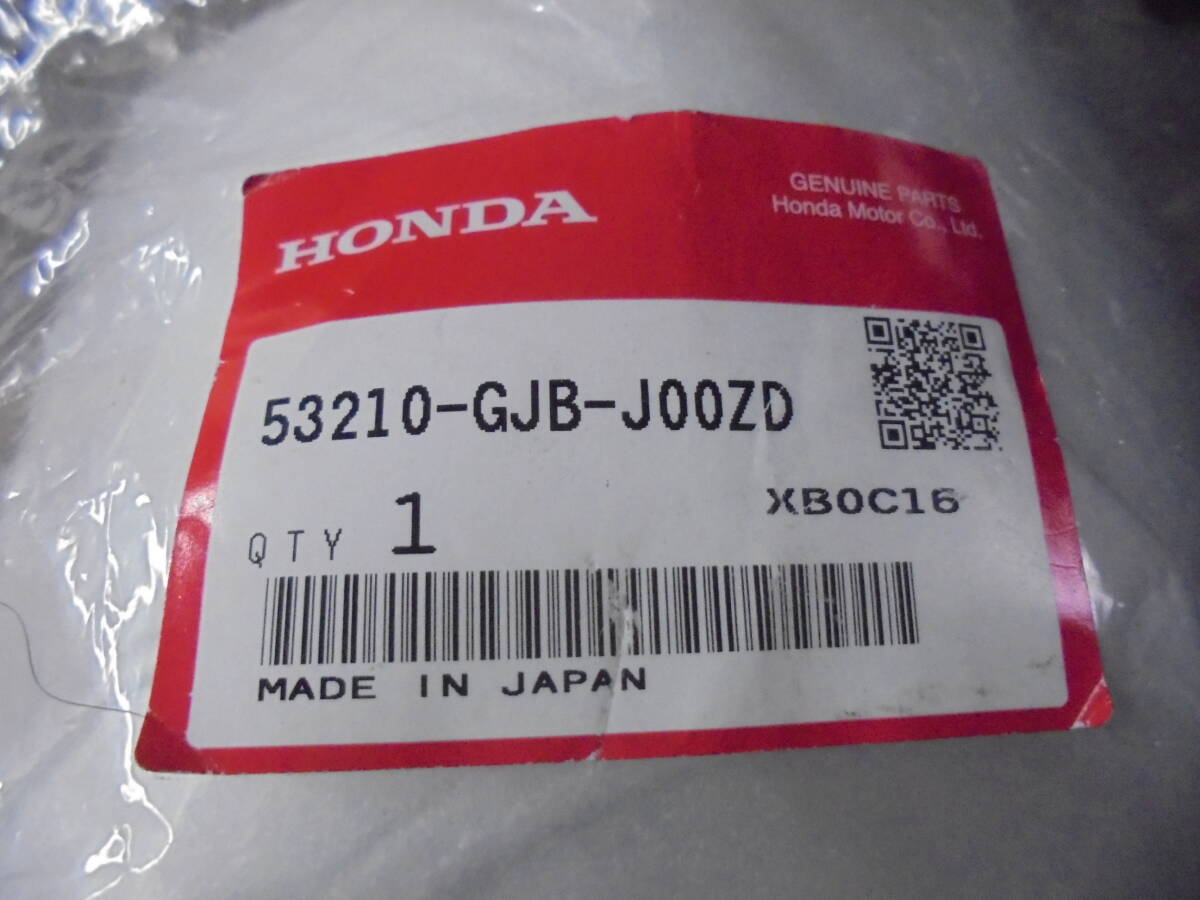 HONDA
GENUINE PARTS
Honda Motor Co., Ltd.
53210-GJB-J00ZD
QTY 1
XB0C16
MADE IN JAPAN